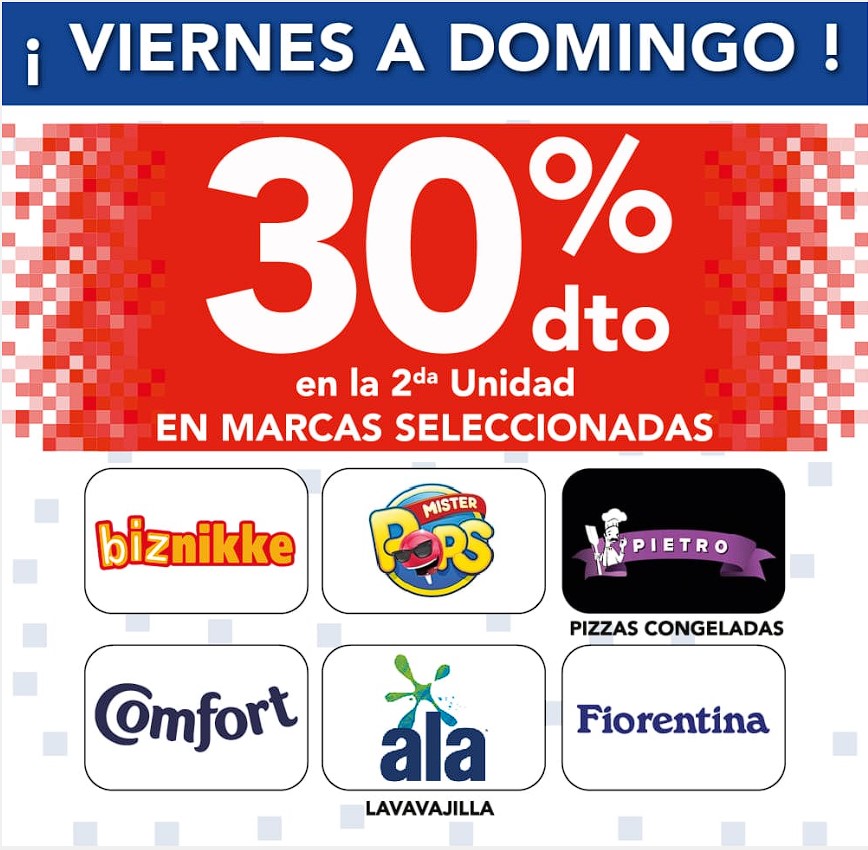 ¡ VIERNES A DOMINGO !
30% dto
en la 2da Unidad
EN MARCAS SELECCIONADAS
biznikke
MISTER
POPS
PIETRO
PIZZAS CONGELADAS
Comfort
ala
Fiorentina
LAVAVAJILLA